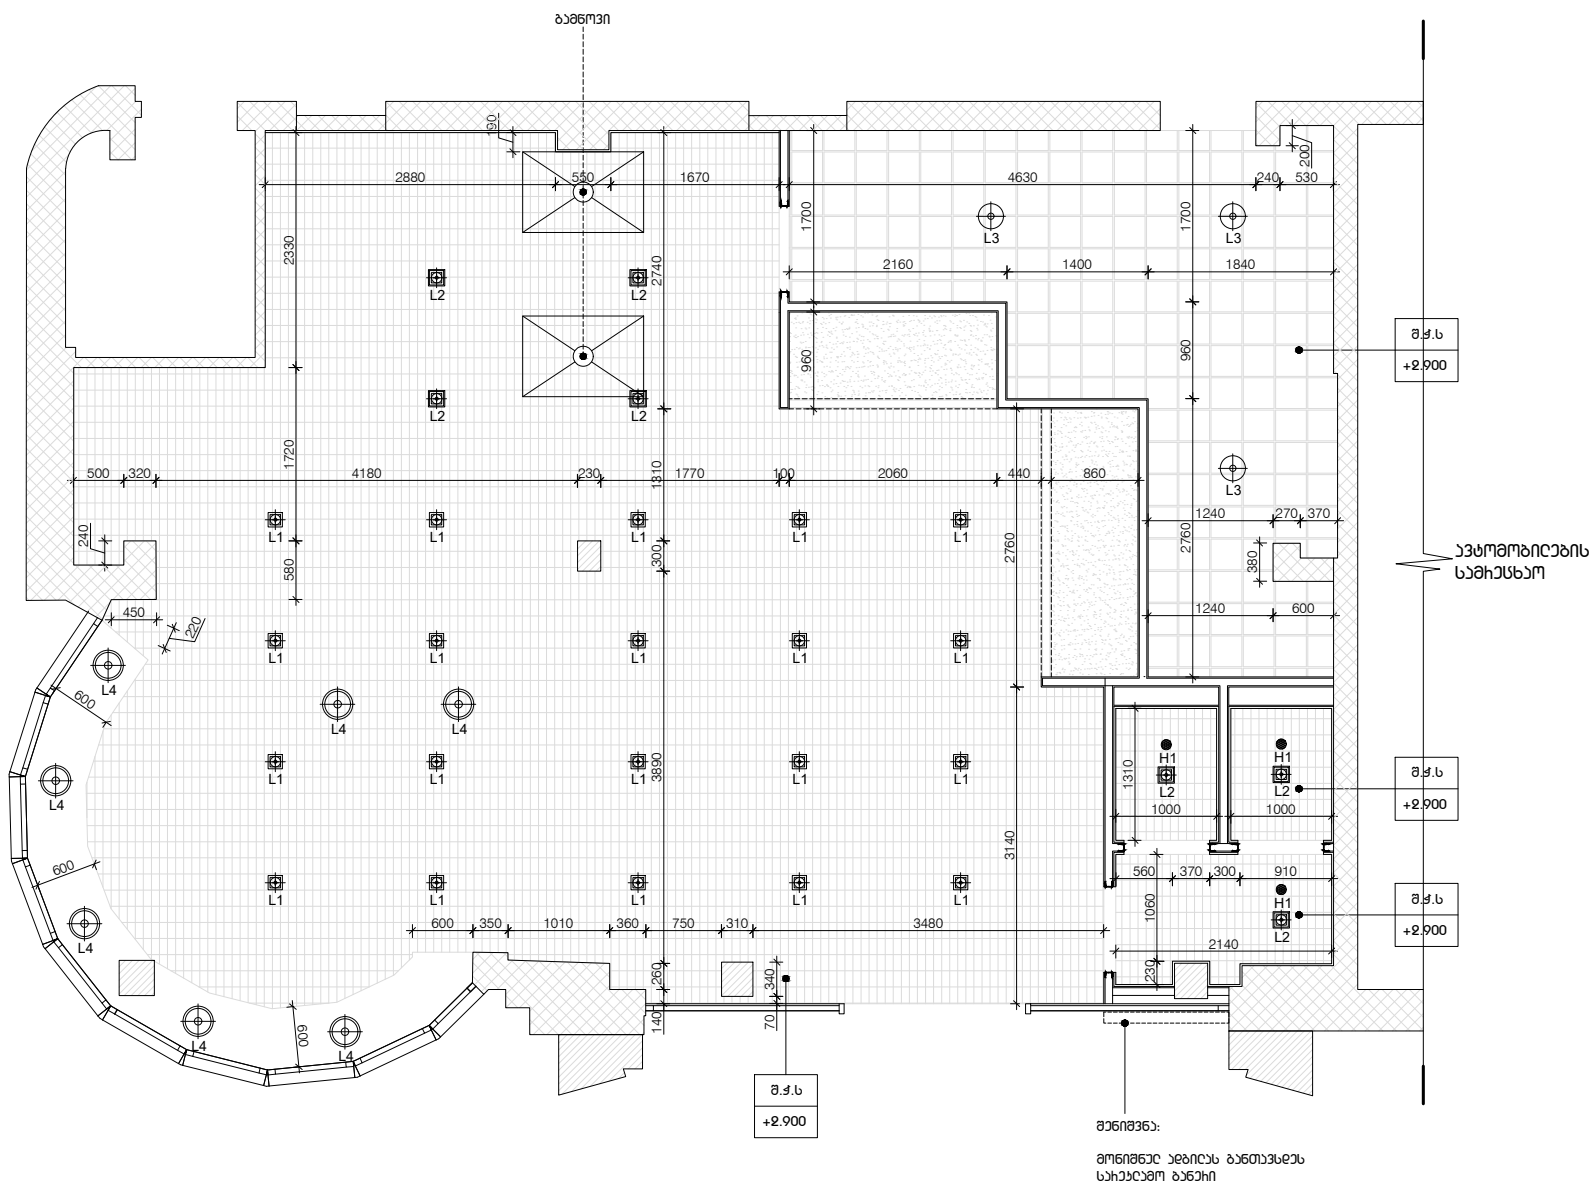 გამწოვი
190
200
2880
550
1670
4630
240
530
1700
1700
L3
L3
2330
2740
2160
1400
1840
L2
L2
შ.ჭ.ს
+2.900
960
960
L2
L2
1720
1310
500
320
4180
230
1770
100
2060
440
860
L3
L1
L1
L1
L1
L1
1240
270
370
240
580
300
2760
2760
380
ავტომობილების
სამრეცხაო
450
220
1240
600
L1
L1
L1
L1
L1
L4
600
L4
L4
L4
L1
L1
L1
L1
L1
3890
1310
H1
H1
L2
L2
შ.ჭ.ს
+2.900
1000
1000
600
3140
560
370
300
910
L1
L1
L1
L1
L1
H1
L2
შ.ჭ.ს
+2.900
L4
600
350
1010
360
750
310
3480
1060
2140
260
340
230
L4
L4
600
140
70
შ.ჭ.ს
+2.900
შენიშვნა:
მონიშნულ ადგილას განთავსდეს
სარეკლამო ბანერი